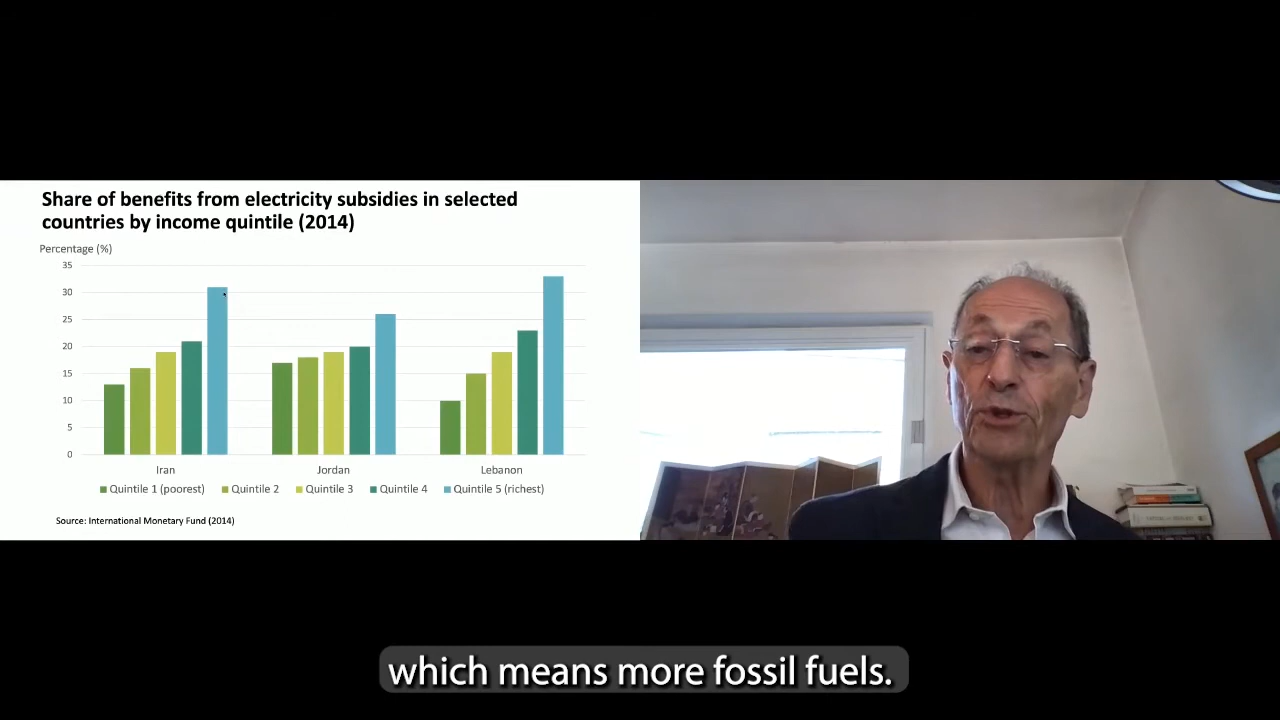 Share of benefits from electricity subsidies in selected
countries by income quintile (2014)
Percentage (%)
35
30
25
20
15
10
5
0
Iran Jordan Lebanon
Quintile 1 (poorest) Quintile 2 Quintile 3 Quintile 4 Quintile 5 (richest)
Source: International Monetary Fund (2014)
which means more fossil fuels.